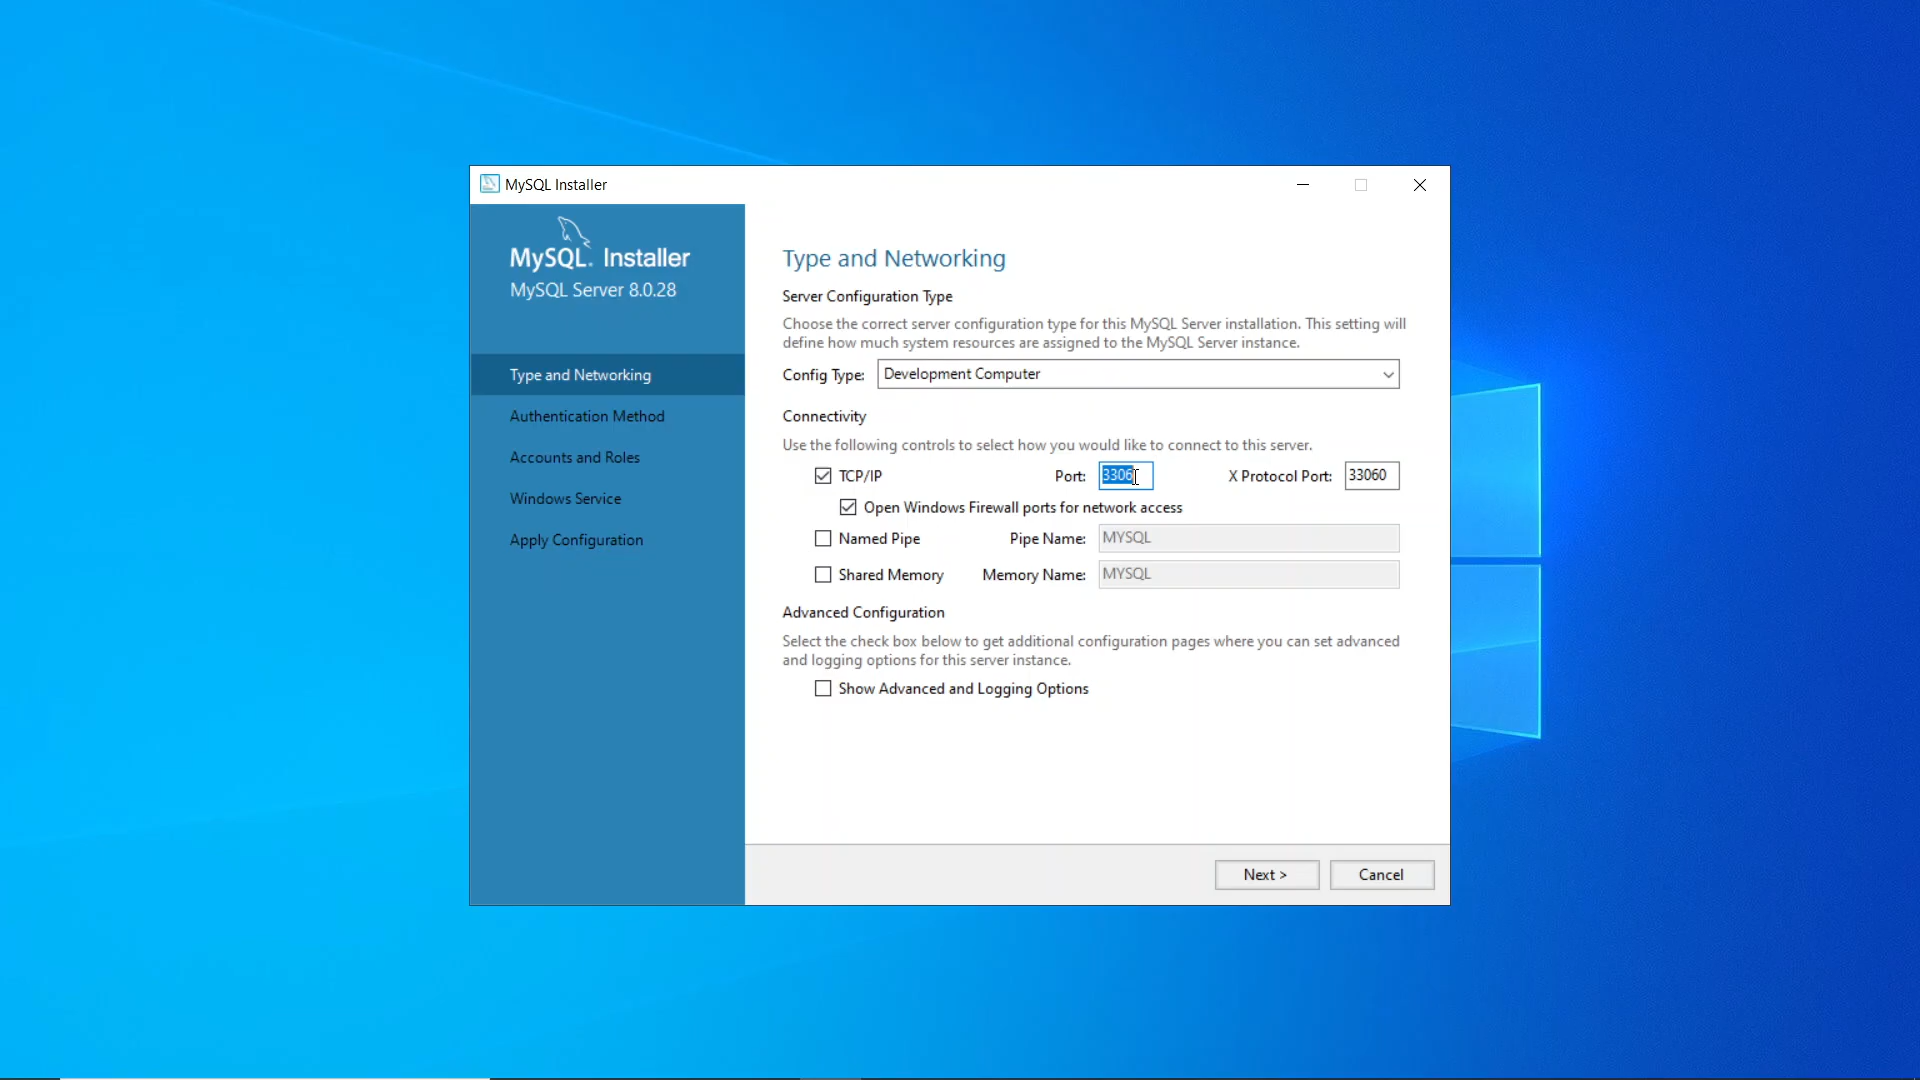 MySQL Installer
MySQL. Installer
MySQL Server 8.0.28
Type and Networking
Authentication Method
Accounts and Roles
Windows Service
Apply Configuration
Type and Networking
Server Configuration Type
Choose the correct server configuration type for this MySQL Server installation. This setting will
define how much system resources are assigned to the MySQL Server instance.
Config Type: Development Computer
Connectivity
Use the following controls to select how you would like to connect to this server.
TCP/IP Port: 3306 X Protocol Port: 33060
Open Windows Firewall ports for network access
Named Pipe Pipe Name: MYSQL
Shared Memory Memory Name: MYSQL
Advanced Configuration
Select the check box below to get additional configuration pages where you can set advanced
and logging options for this server instance.
Show Advanced and Logging Options
Next > Cancel